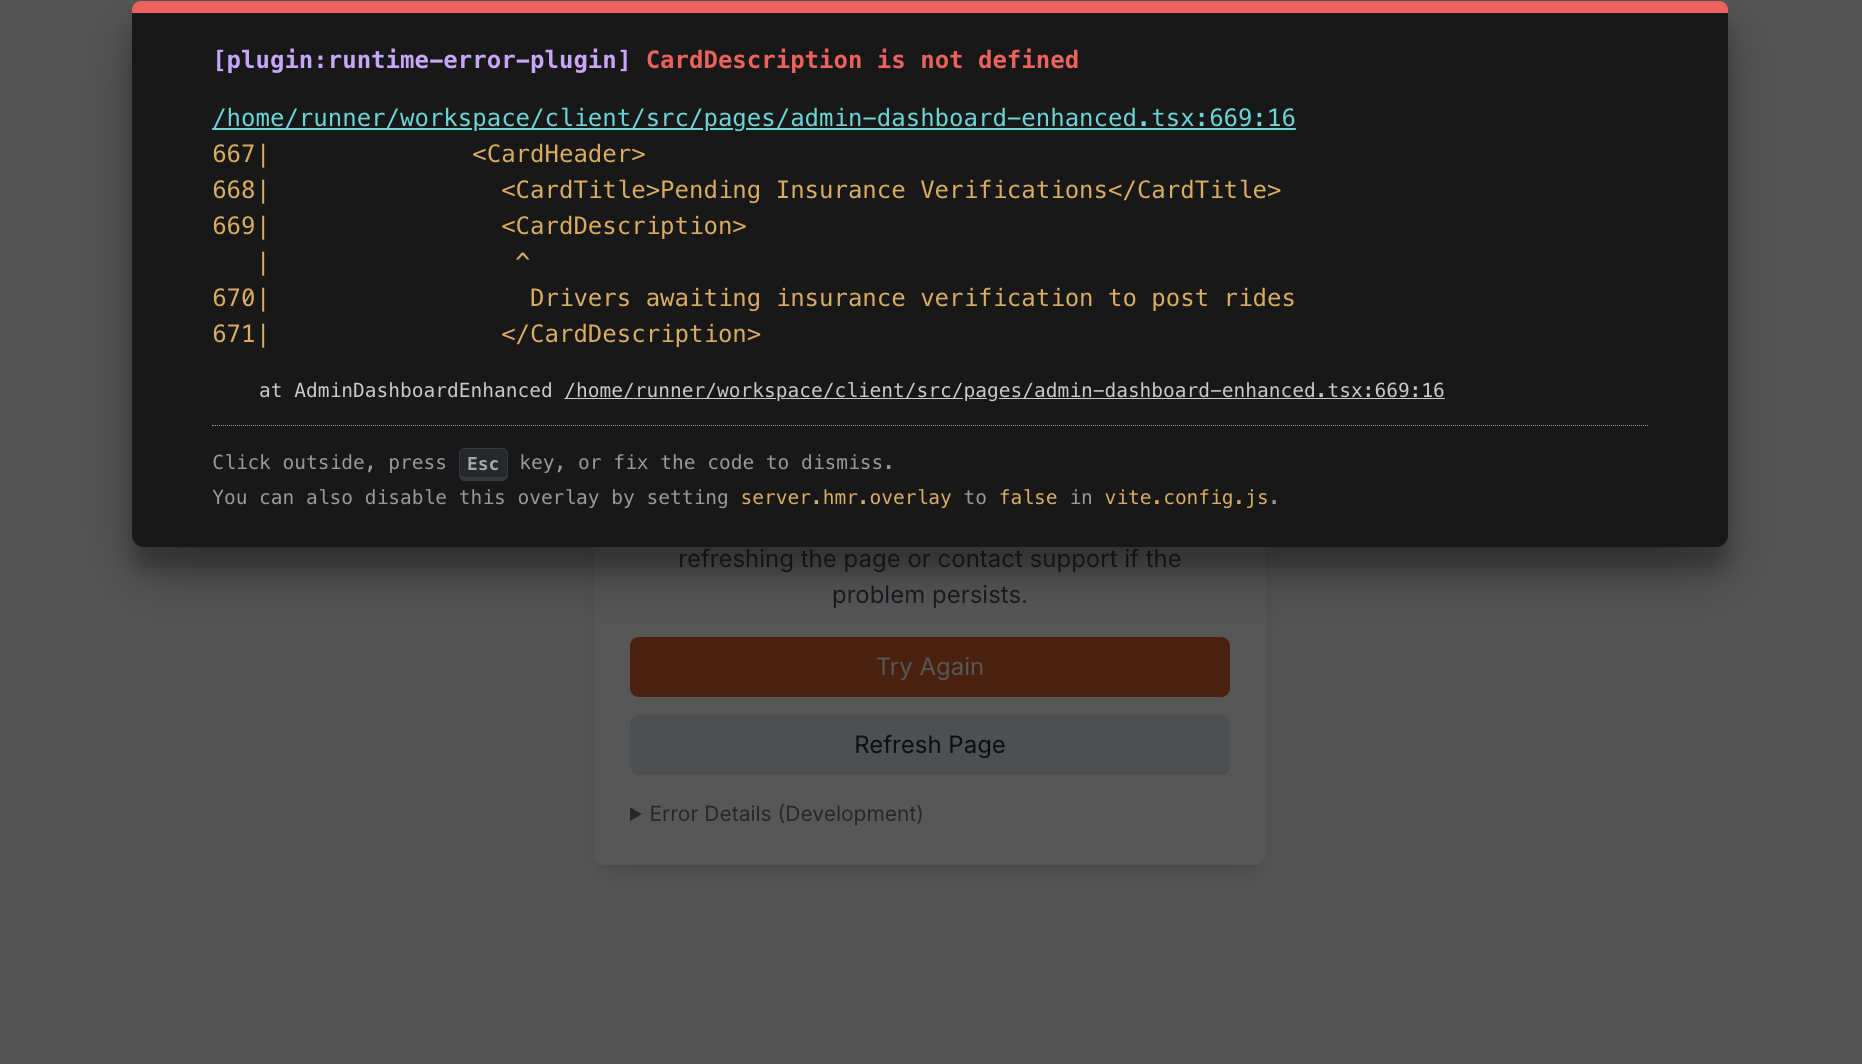 [plugin:runtime-error-plugin] CardDescription is not defined
/home/runner/workspace/client/src/pages/admin-dashboard-enhanced.tsx:669:16
667|              <CardHeader>
668|                <CardTitle>Pending Insurance Verifications</CardTitle>
669|                <CardDescription>
   |                 ^
670|                  Drivers awaiting insurance verification to post rides
671|                </CardDescription>
at AdminDashboardEnhanced /home/runner/workspace/client/src/pages/admin-dashboard-enhanced.tsx:669:16
Click outside, press Esc key, or fix the code to dismiss.
You can also disable this overlay by setting server.hmr.overlay to false in vite.config.js.
refreshing the page or contact support if the
problem persists.
Try Again
Refresh Page
▶ Error Details (Development)